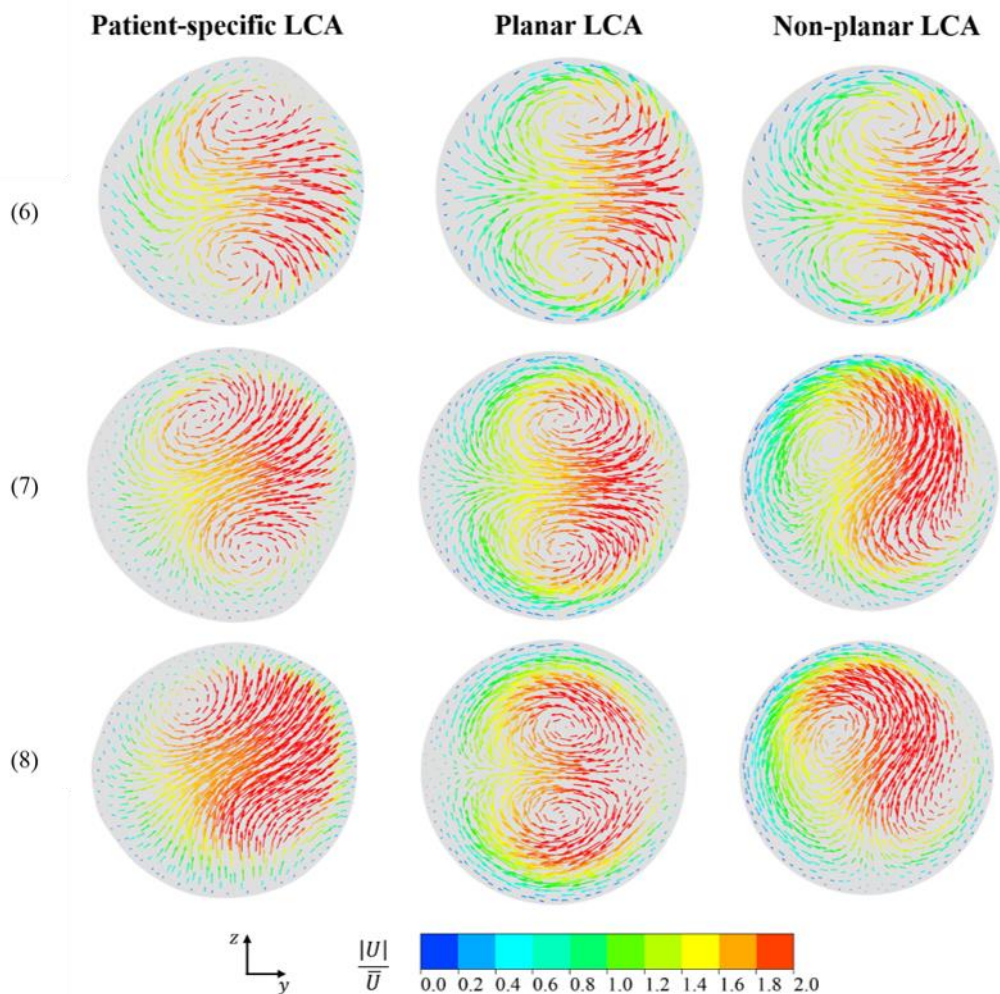 Patient-specific LCA Planar LCA Non-planar LCA
(6)
(7)
(8)
z
y
|U|
U̅
0.0 0.2 0.4 0.6 0.8 1.0 1.2 1.4 1.6 1.8 2.0